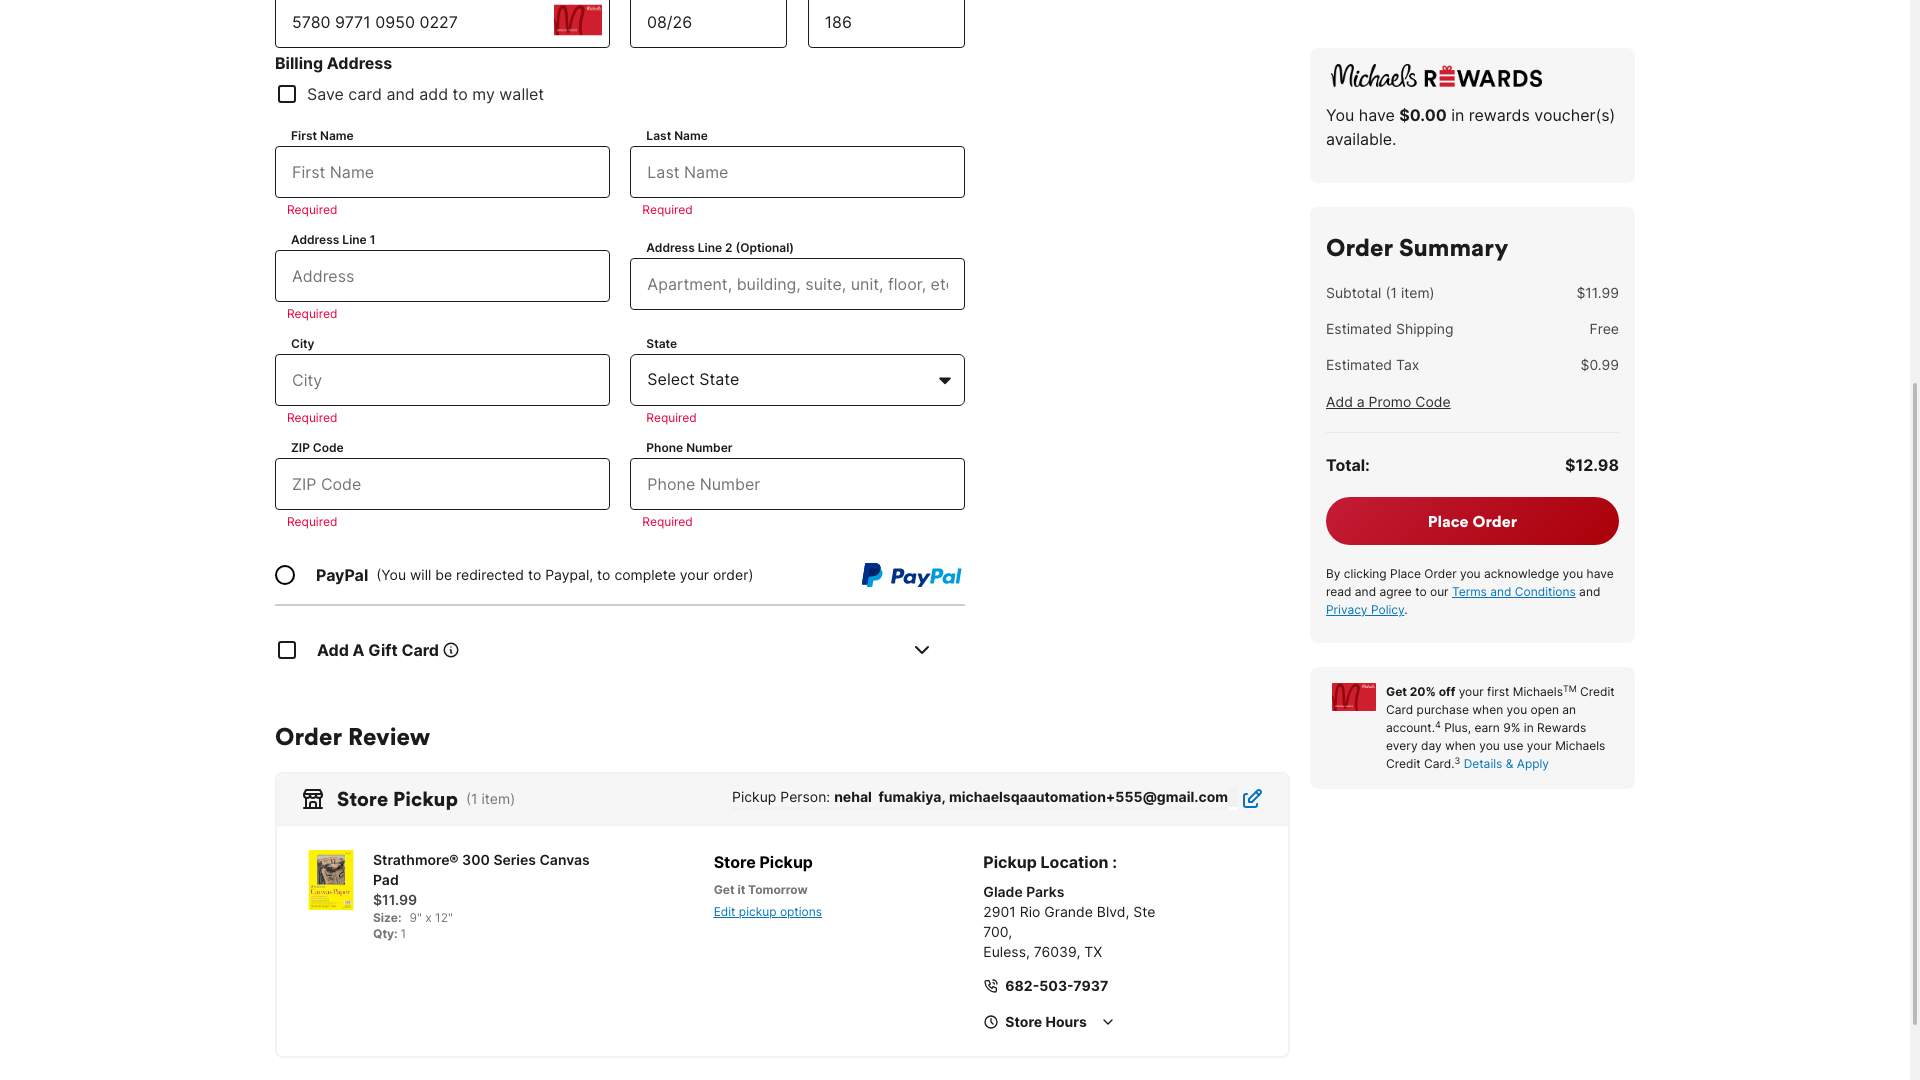 5780 9771 0950 0227
08/26
186
Billing Address
Save card and add to my wallet
First Name
Last Name
First Name
Last Name
Required
Required
Address Line 1
Address Line 2 (Optional)
Address
Apartment, building, suite, unit, floor, etc
Required
City
State
City
Select State
Required
Required
ZIP Code
Phone Number
ZIP Code
Phone Number
Required
Required
PayPal (You will be redirected to Paypal, to complete your order)
PayPal
Add A Gift Card
Order Review
Store Pickup (1 item)
Pickup Person: nehal fumakiya, michaelsqaautomation+555@gmail.com
Strathmore® 300 Series Canvas
Pad
$11.99
Size: 9" x 12"
Qty: 1
Store Pickup
Get it Tomorrow
Edit pickup options
Pickup Location :
Glade Parks
2901 Rio Grande Blvd, Ste
700,
Euless, 76039, TX
682-503-7937
Store Hours
Michaels REWARDS
You have $0.00 in rewards voucher(s)
available.
Order Summary
Subtotal (1 item) $11.99
Estimated Shipping Free
Estimated Tax $0.99
Add a Promo Code
Total: $12.98
Place Order
By clicking Place Order you acknowledge you have
read and agree to our Terms and Conditions and
Privacy Policy.
Get 20% off your first Michaels™ Credit
Card purchase when you open an
account.⁴ Plus, earn 9% in Rewards
every day when you use your Michaels
Credit Card.³ Details & Apply